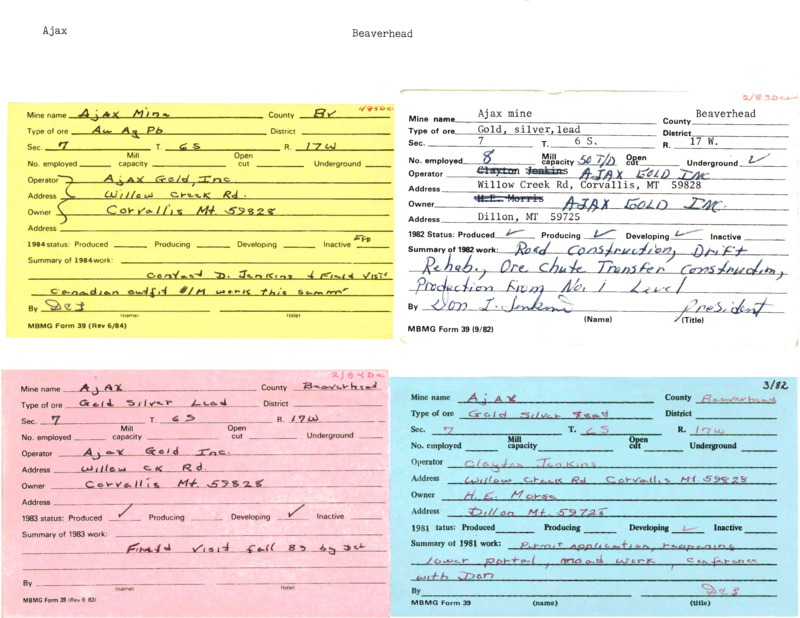 Ajax
Beaverhead
Mine name Ajax Mine County Bv
Type of ore Au Ag Pb District
Sec. 7 T. 6S R. 17W
No. employed Mill capacity Open cut Underground
Operator Ajax Gold, Inc.
Address Willow Creek Rd.
Owner Corvallis Mt. 59828
Address
1984 status: Produced Producing Developing Inactive
Summary of 1984 work:
Contact D. Jenkins & Field Visit
Canadian outfit $1M work this summr
By
(name) (title)
MBMG Form 39 (Rev 6/84)
2/83 Dec
Mine name Ajax mine County Beaverhead
Type of ore Gold, silver, lead District
Sec. 7 T. 6 S. R. 17 W.
No. employed 8 Mill capacity 50 T/D Open cut Underground ✓
Operator Clayton Jenkins AJAX GOLD INC
Address Willow Creek Rd, Corvallis, MT 59828
Owner H.E. Morris AJAX GOLD INC.
Address Dillon, MT 59725
1982 Status: Produced ✓ Producing ✓ Developing ✓ Inactive
Summary of 1982 work: Road Construction, Drift
Rehab., Ore Chute Transfer Construction,
Production From No. 1 Level
By Don I. Jenkins President
(Name) (Title)
MBMG Form 39 (9/82)
Mine name Ajax County Beaverhead
Type of ore Gold Silver Lead District
Sec. 7 T. 6S R. 17W
No. employed Mill capacity Open cut Underground
Operator Ajax Gold Inc.
Address Willow Ck Rd.
Owner Corvallis Mt. 59828
Address
1983 status: Produced ✓ Producing Developing ✓ Inactive
Summary of 1983 work:
Field Visit fall 83 by
By
(name) (title)
MBMG Form 39 (Rev 6 83)
3/82
Mine name Ajax County Beaverhead
Type of ore Gold Silver Lead District
Sec. 7 T. 6S R. 17W
No. employed Mill capacity Open cut Underground
Operator Clayton Jenkins
Address Willow Creek Rd Corvallis, MT 59828
Owner H. E. Morse
Address Dillon Mt. 59725
1981 tatus: Produced Producing Developing ✓ Inactive
Summary of 1981 work: Permit application, reopening
lower portal, road work, conference
with Don
By
MBMG Form 39 (name) (title)